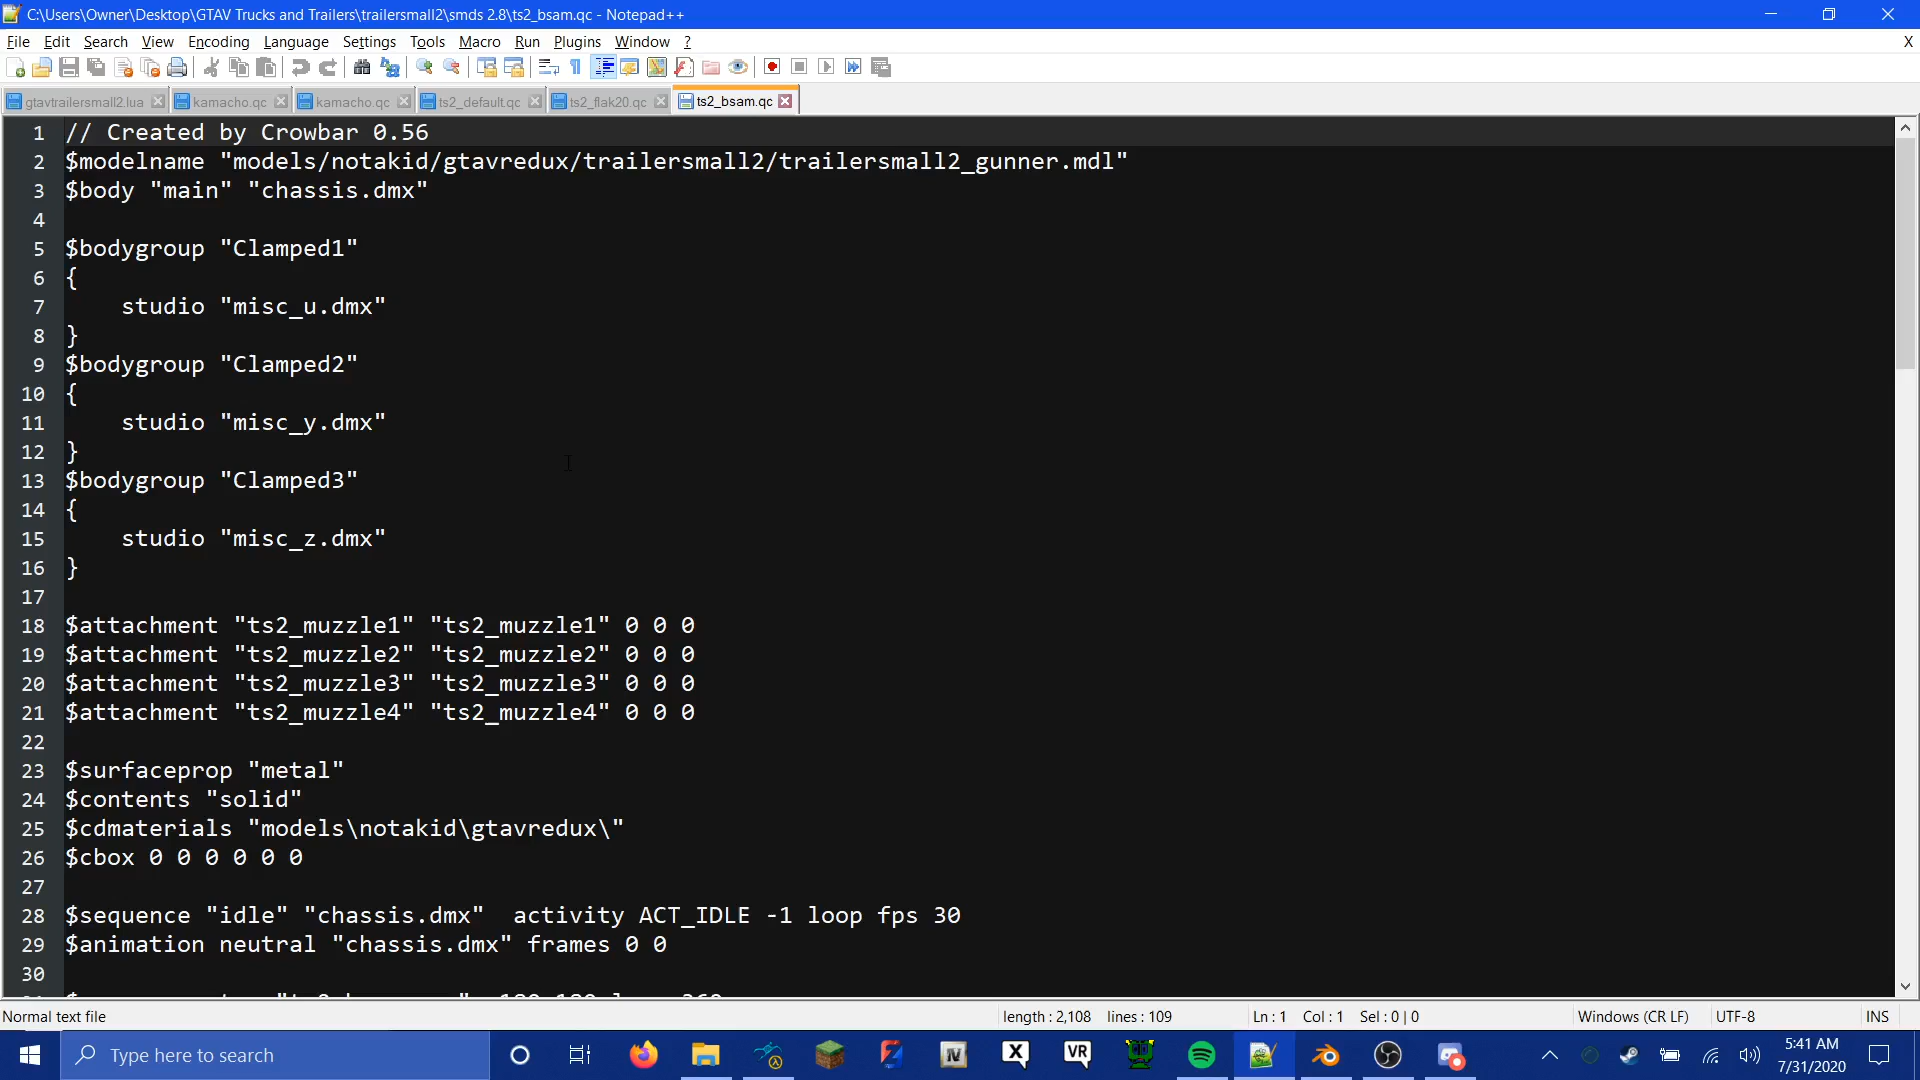 C:\Users\Owner\Desktop\GTAV Trucks and Trailers\trailersmall2\smds 2.8\ts2_bsam.qc - Notepad++
File Edit Search View Encoding Language Settings Tools Macro Run Plugins Window ? X
gtavtrailersmall2.lua kamacho.qc kamacho.qc ts2_default.qc ts2_flak20.qc ts2_bsam.qc
1 // Created by Crowbar 0.56
2 $modelname "models/notakid/gtavredux/trailersmall2/trailersmall2_gunner.mdl"
3 $body "main" "chassis.dmx"
4
5 $bodygroup "Clamped1"
6 {
7 studio "misc_u.dmx"
8 }
9 $bodygroup "Clamped2"
10 {
11 studio "misc_y.dmx"
12 }
13 $bodygroup "Clamped3"
14 {
15 studio "misc_z.dmx"
16 }
17
18 $attachment "ts2_muzzle1" "ts2_muzzle1" 0 0 0
19 $attachment "ts2_muzzle2" "ts2_muzzle2" 0 0 0
20 $attachment "ts2_muzzle3" "ts2_muzzle3" 0 0 0
21 $attachment "ts2_muzzle4" "ts2_muzzle4" 0 0 0
22
23 $surfaceprop "metal"
24 $contents "solid"
25 $cdmaterials "models\notakid\gtavredux\"
26 $cbox 0 0 0 0 0 0
27
28 $sequence "idle" "chassis.dmx" activity ACT_IDLE -1 loop fps 30
29 $animation neutral "chassis.dmx" frames 0 0
30
Normal text file length : 2,108 lines : 109 Ln : 1 Col : 1 Sel : 0 | 0 Windows (CR LF) UTF-8 INS
Type here to search IV X VR 5:41 AM
7/31/2020